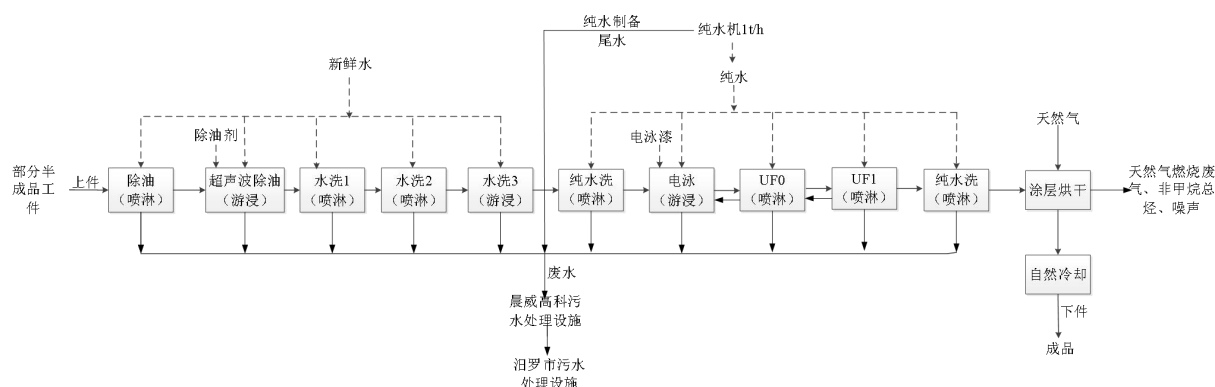 纯水制备
尾水
纯水机1t/h
新鲜水
纯水
除油剂
电泳漆
天然气
部分半
成品工
件
上件
除油
（喷淋）
超声波除油
（游浸）
水洗1
（喷淋）
水洗2
（喷淋）
水洗3
（游浸）
纯水洗
（喷淋）
电泳
（游浸）
UF0
（喷淋）
UF1
（喷淋）
纯水洗
（喷淋）
涂层烘干
天然气燃烧废
气、非甲烷总
烃、噪声
废水
自然冷却
晨威高科污
水处理设施
下件
成品
汨罗市污水
处理设施